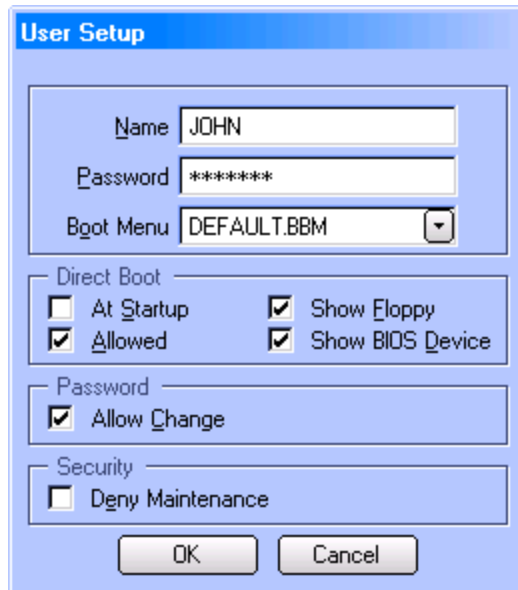 User Setup
Name JOHN
Password *******
Boot Menu DEFAULT.BBM
Direct Boot
At Startup Show Floppy
Allowed Show BIOS Device
Password
Allow Change
Security
Deny Maintenance
OK Cancel